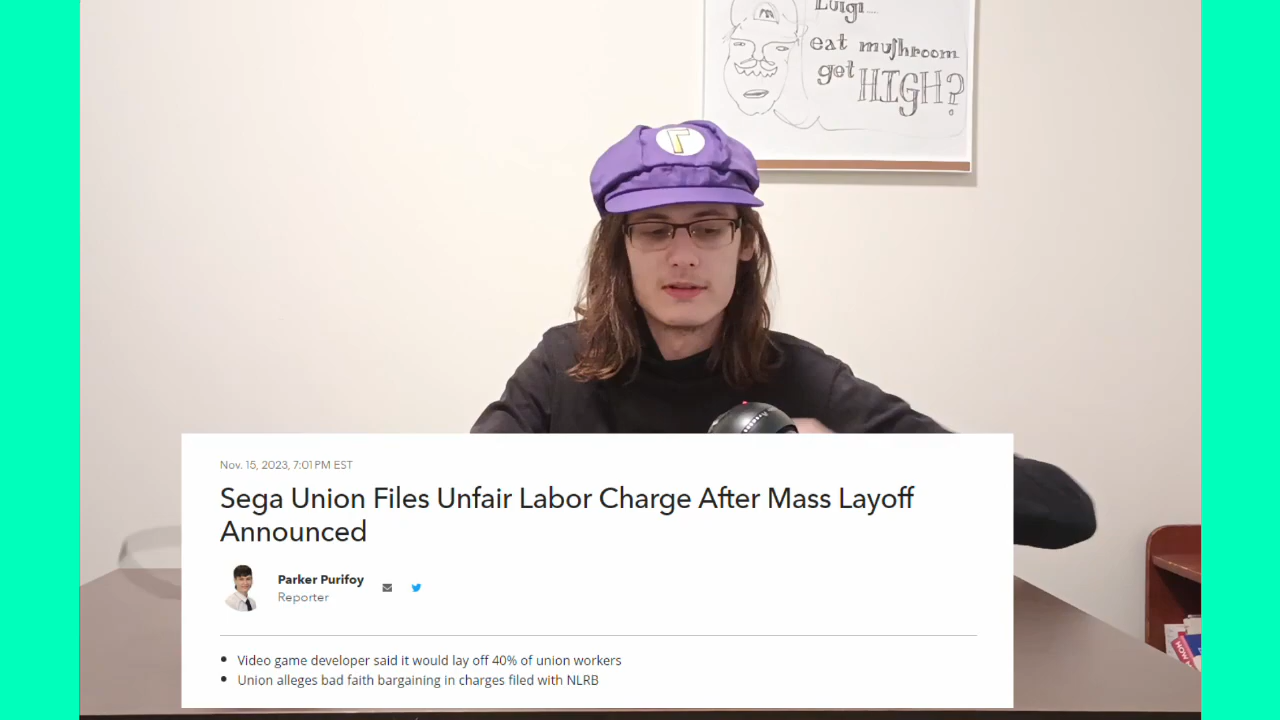 Luigi....
eat mushroom
get HIGH?
Nov. 15, 2023, 7:01 PM EST
Sega Union Files Unfair Labor Charge After Mass Layoff
Announced
Parker Purifoy
Reporter
Video game developer said it would lay off 40% of union workers
Union alleges bad faith bargaining in charges filed with NLRB